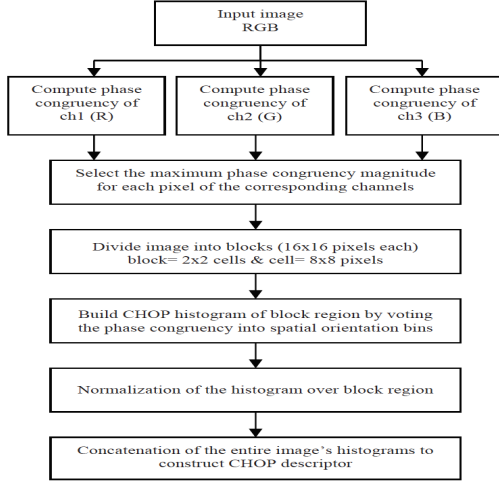 Input image
RGB
Compute phase
congruency of
ch1 (R)
Compute phase
congruency of
ch2 (G)
Compute phase
congruency of
ch3 (B)
Select the maximum phase congruency magnitude
for each pixel of the corresponding channels
Divide image into blocks (16x16 pixels each)
block= 2x2 cells & cell= 8x8 pixels
Build CHOP histogram of block region by voting
the phase congruency into spatial orientation bins
Normalization of the histogram over block region
Concatenation of the entire image's histograms to
construct CHOP descriptor